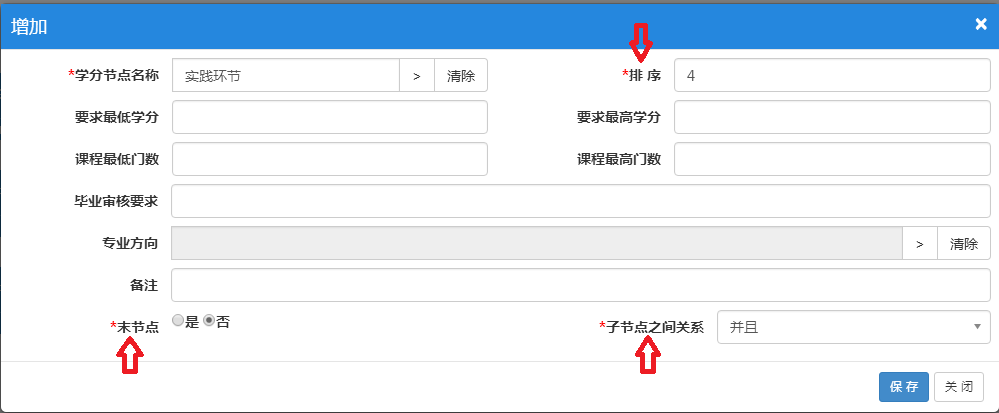 增加 ×
*学分节点名称 实践环节 > 清除 *排 序 4
要求最低学分 要求最高学分
课程最低门数 课程最高门数
毕业审核要求
专业方向 > 清除
备注
*末节点 是 否 *子节点之间关系 并且
保 存 关 闭